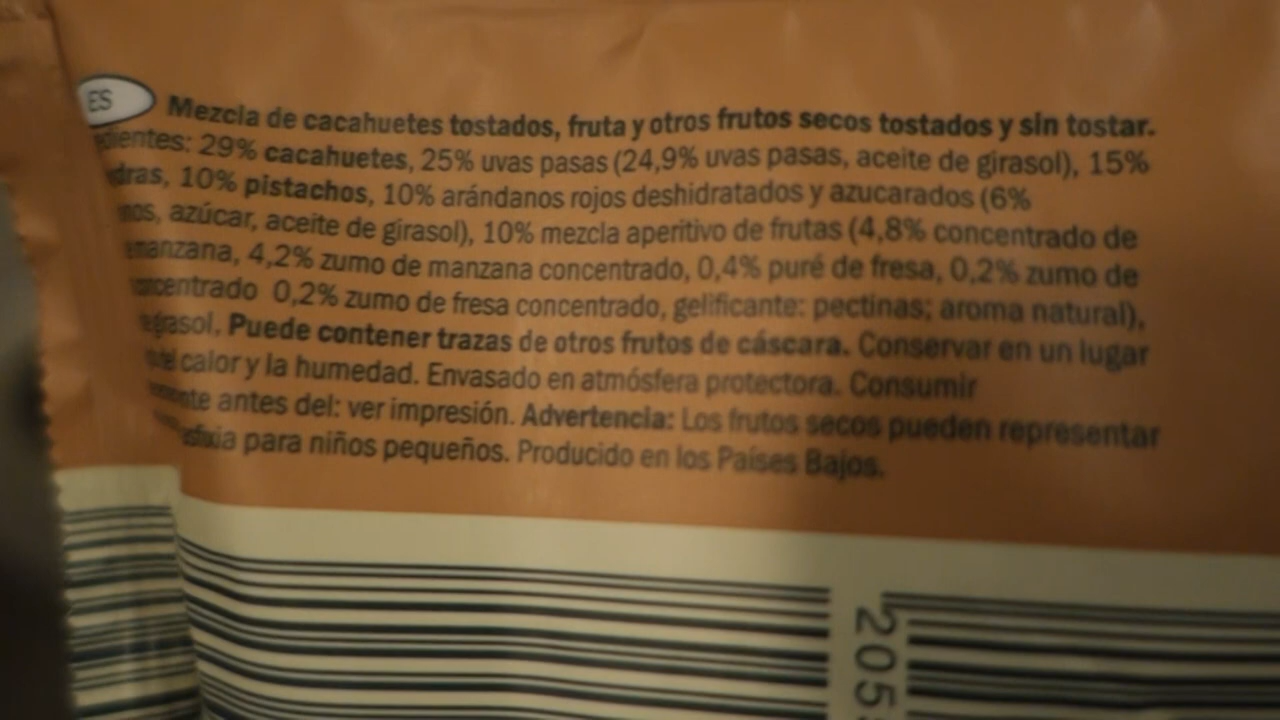 ES
Mezcla de cacahuetes tostados, fruta y otros frutos secos tostados y sin tostar.
dientes: 29% cacahuetes, 25% uvas pasas (24,9% uvas pasas, aceite de girasol), 15%
dras, 10% pistachos, 10% arándanos rojos deshidratados y azucarados (6%
nos, azúcar, aceite de girasol), 10% mezcla aperitivo de frutas (4,8% concentrado de
manzana, 4,2% zumo de manzana concentrado, 0,4% puré de fresa, 0,2% zumo de
centrado 0,2% zumo de fresa concentrado, gelificante: pectinas; aroma natural),
girasol. Puede contener trazas de otros frutos de cáscara. Conservar en un lugar
del calor y la humedad. Envasado en atmósfera protectora. Consumir
nte antes del: ver impresión. Advertencia: Los frutos secos pueden representar
asfixia para niños pequeños. Producido en los Países Bajos.
205